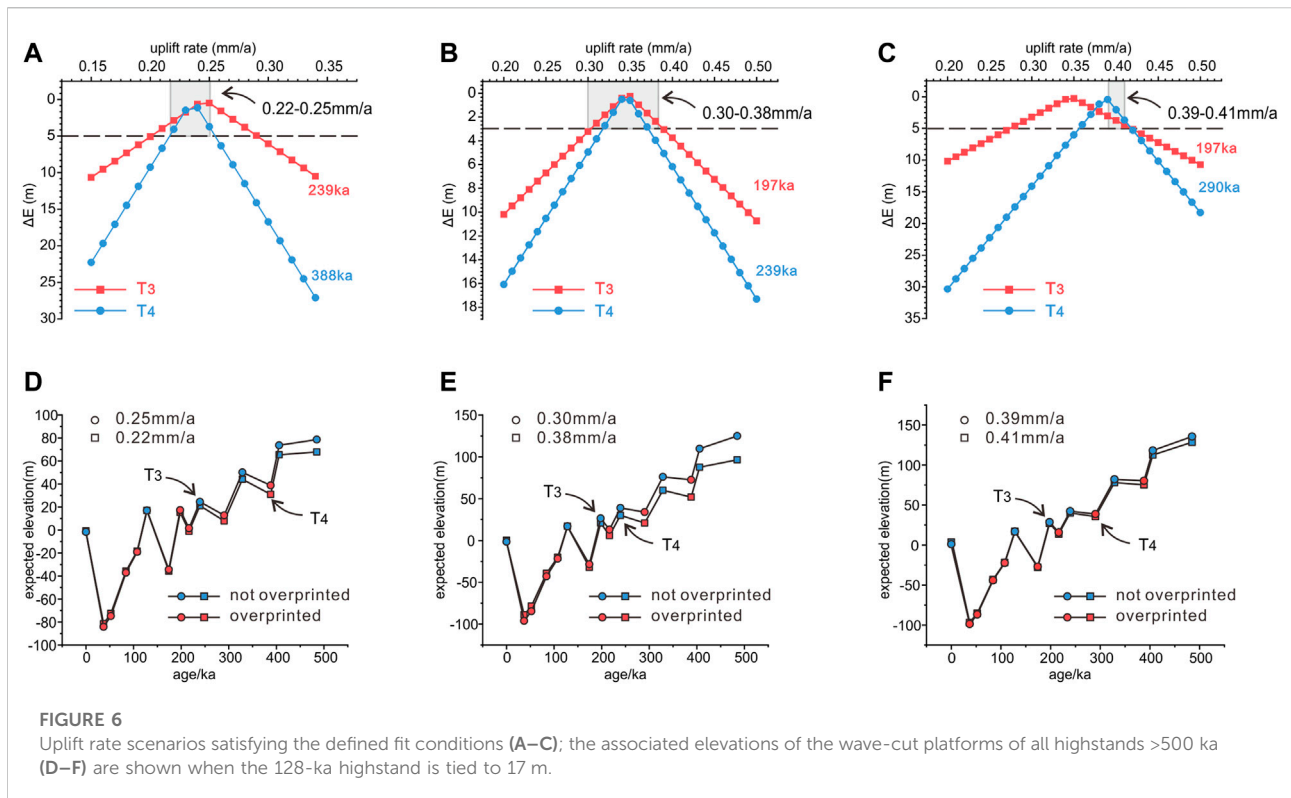 A
uplift rate (mm/a)
0.15 0.20 0.25 0.30 0.34
0
5
10
15
20
25
30
ΔE (m)
0.22-0.25mm/a
239ka
388ka
T3
T4
B
uplift rate (mm/a)
0.20 0.25 0.30 0.35 0.39 0.44 0.50
0
2
4
6
8
10
12
14
16
18
ΔE (m)
0.30-0.38mm/a
197ka
239ka
T3
T4
C
uplift rate (mm/a)
0.20 0.25 0.30 0.35 0.40 0.44 0.50
0
5
10
15
20
25
30
35
ΔE (m)
0.39-0.41mm/a
197ka
290ka
T3
T4
D
0.25mm/a
0.22mm/a
100
80
60
40
20
0
-20
-40
-60
-80
-100
expected elevation(m)
T3
T4
not overprinted
overprinted
0 100 200 300 400 500
age/ka
E
0.30mm/a
0.38mm/a
150
125
100
75
50
25
0
-25
-50
-75
-100
expected elevation(m)
T3
T4
not overprinted
overprinted
0 100 200 300 400 500
age/ka
F
0.39mm/a
0.41mm/a
150
100
50
0
-50
-100
expected elevation(m)
T3
T4
not overprinted
overprinted
0 100 200 300 400 500
age/ka
FIGURE 6
Uplift rate scenarios satisfying the defined fit conditions (A–C); the associated elevations of the wave-cut platforms of all highstands >500 ka
(D–F) are shown when the 128-ka highstand is tied to 17 m.